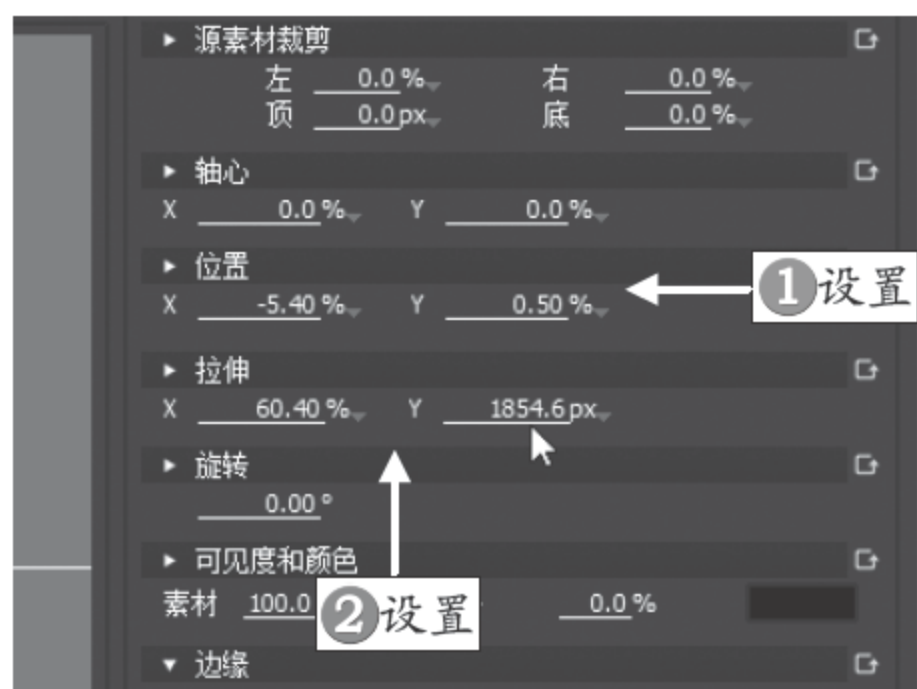 源素材裁剪
左 0.0 % 右 0.0 %
顶 0.0 px 底 0.0 %
轴心
X 0.0 % Y 0.0 %
位置
X -5.40 % Y 0.50 %
1 设置
拉伸
X 60.40 % Y 1854.6 px
旋转
0.00 °
可见度和颜色
素材 100.0 0.0 %
2 设置
边缘